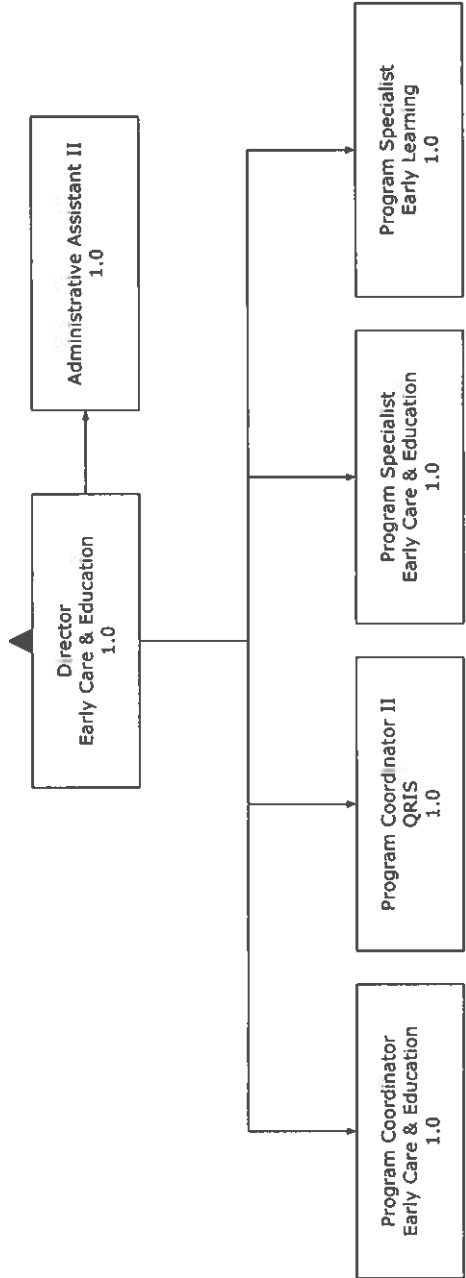 Director
Early Care & Education
1.0
Administrative Assistant II
1.0
Program Coordinator
Early Care & Education
1.0
Program Coordinator II
QRIS
1.0
Program Specialist
Early Care & Education
1.0
Program Specialist
Early Learning
1.0